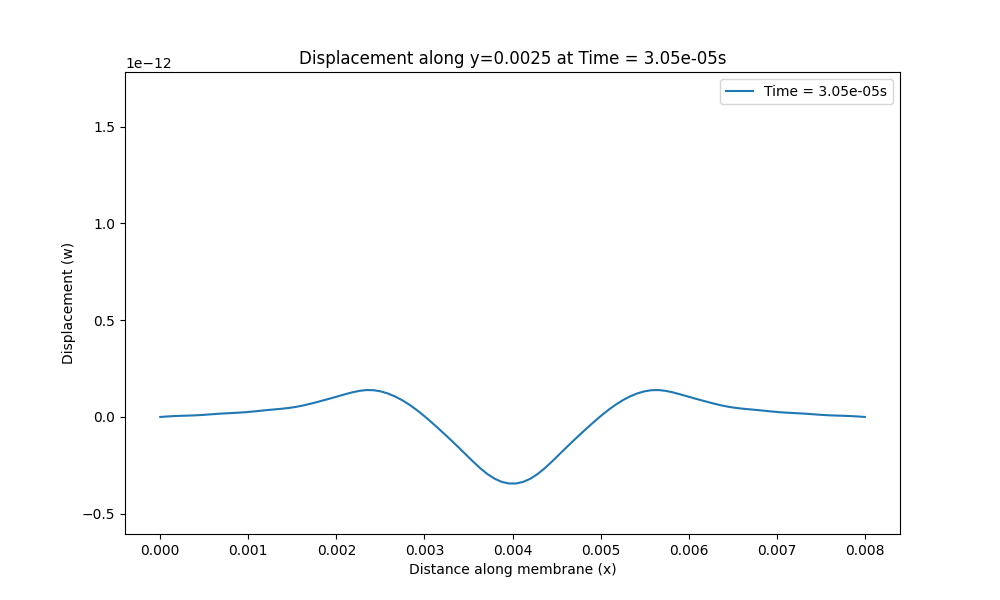 Displacement along y=0.0025 at Time = 3.05e-05s
1e−12
Time = 3.05e-05s
1.5
1.0
0.5
0.0
−0.5
Displacement (w)
0.000 0.001 0.002 0.003 0.004 0.005 0.006 0.007 0.008
Distance along membrane (x)